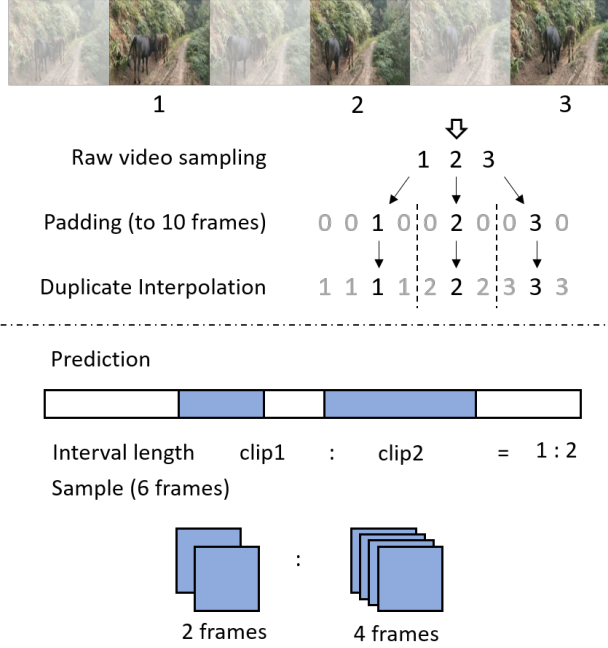 1 2 3
Raw video sampling 1 2 3
Padding (to 10 frames) 0 0 1 0 0 2 0 0 3 0
Duplicate Interpolation 1 1 1 1 2 2 2 3 3 3
Prediction
Interval length clip1 : clip2 = 1 : 2
Sample (6 frames)
:
2 frames 4 frames